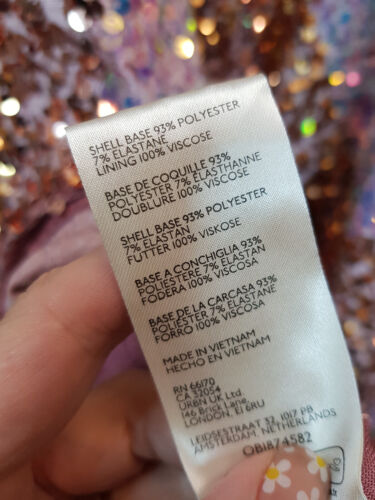 SHELL BASE 93% POLYESTER
7% ELASTANE
LINING 100% VISCOSE
BASE DE COQUILLE 93%
POLYESTER 7% ELASTHANNE
DOUBLURE 100% VISCOSE
SHELL BASE 93% POLYESTER
7% ELASTAN
FUTTER 100% VISKOSE
BASE A CONCHIGLIA 93%
POLIESTERE 7% ELASTAN
FODERA 100% VISCOSA
BASE DE LA CARCASA 93%
POLIESTER 7% ELASTANE
FORRO 100% VISCOSA
MADE IN VIETNAM
HECHO EN VIETNAM
RN 66170
CA 32054
URBN UK Ltd.
146 Brick Lane,
LONDON, E1 6RU
LEIDSESTRAAT 32, 1017 PB
AMSTERDAM, NETHERLANDS
OB1874582